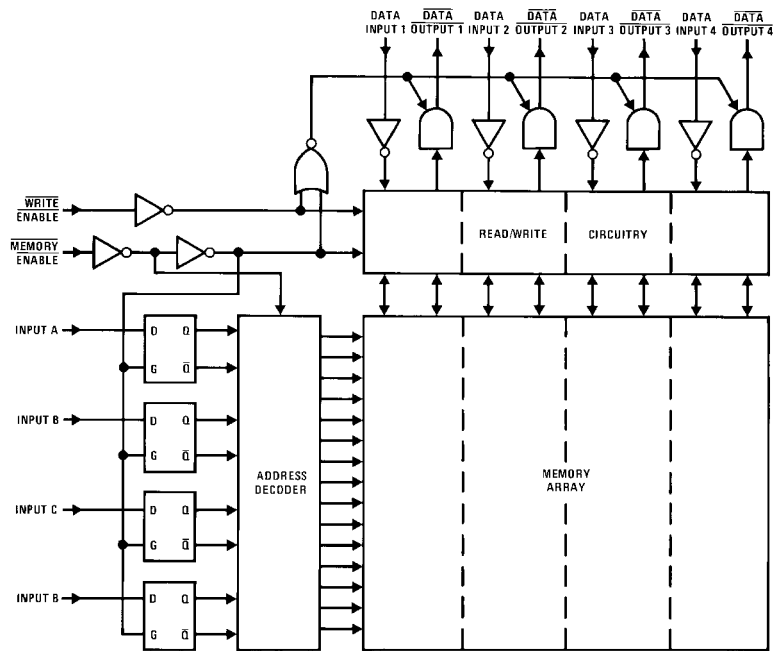 DATA INPUT 1
DATA OUTPUT 1
DATA INPUT 2
DATA OUTPUT 2
DATA INPUT 3
DATA OUTPUT 3
DATA INPUT 4
DATA OUTPUT 4
WRITE ENABLE
MEMORY ENABLE
READ/WRITE CIRCUITRY
INPUT A
D Q
G Q̅
INPUT B
D Q
G Q̅
INPUT C
D Q
G Q̅
INPUT B
D Q
G Q̅
ADDRESS
DECODER
MEMORY
ARRAY